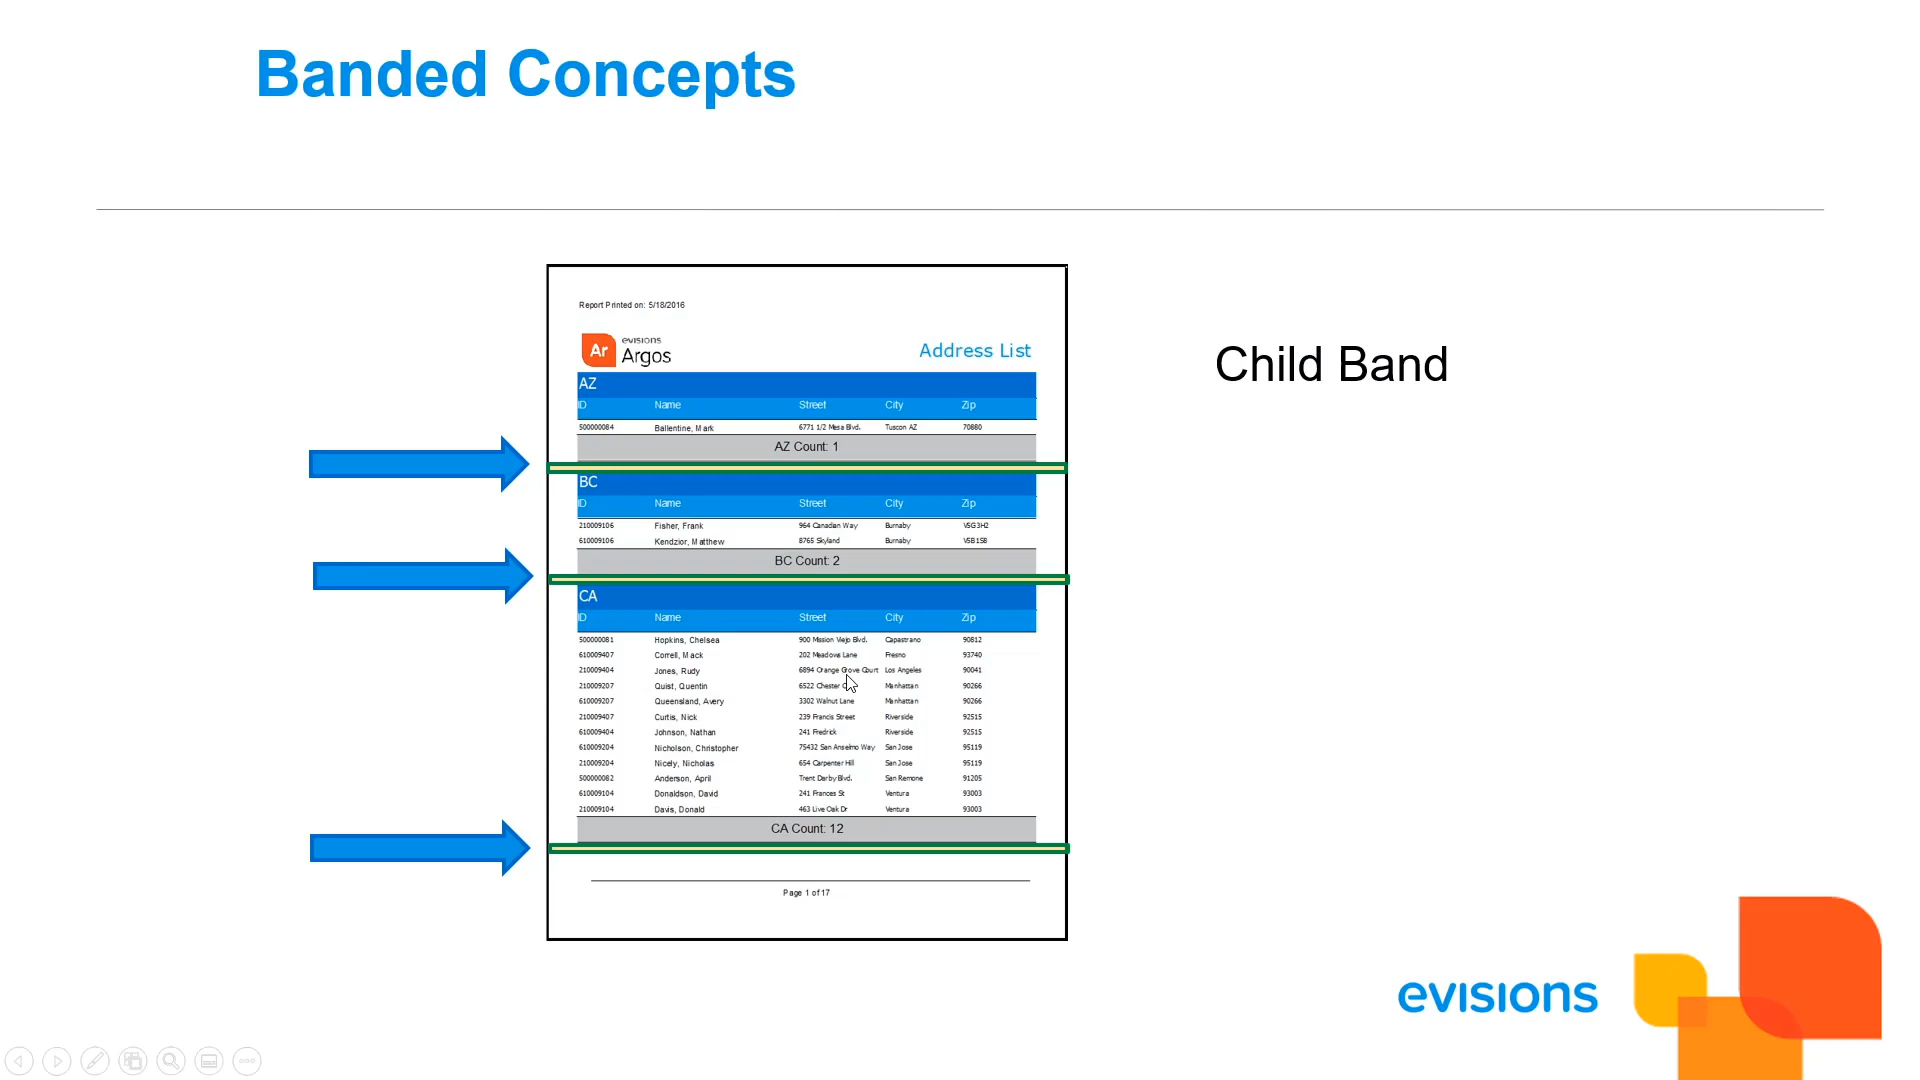 Banded Concepts
Report Printed on: 5/18/2016
Ar evisions Argos
Address List
Child Band
AZ
ID Name Street City Zip
500000084 Ballentine, Mark 6771 1/2 Mesa Blvd. Tuscon AZ 70880
AZ Count: 1
BC
ID Name Street City Zip
210009106 Fisher, Frank 964 Canadian Way Burnaby V5G3H2
610009106 Kendzior, Matthew 8765 Skyland Burnaby V5B1S8
BC Count: 2
CA
ID Name Street City Zip
500000081 Hopkins, Chelsea 900 Mission Viejo Blvd. Capastrano 90812
610009407 Correll, Mack 202 Meadows Lane Fresno 93740
210009404 Jones, Rudy 6894 Orange Grove Court Los Angeles 90041
210009207 Quist, Quentin 6522 Chester Manhattan 90266
610009207 Queensland, Avery 3302 Walnut Lane Manhattan 90266
210009407 Curtis, Nick 239 Francis Street Riverside 92515
610009404 Johnson, Nathan 241 Fredrick Riverside 92515
610009204 Nicholson, Christopher 75432 San Anselmo Way San Jose 95119
210009204 Nicely, Nicholas 654 Carpenter Hill San Jose 95119
500000082 Anderson, April Trent Darby Blvd. San Remone 91205
610009104 Donaldson, David 241 Frances St Ventura 93003
210009104 Davis, Donald 463 Live Oak Dr Ventura 93003
CA Count: 12
Page 1 of 17
evisions